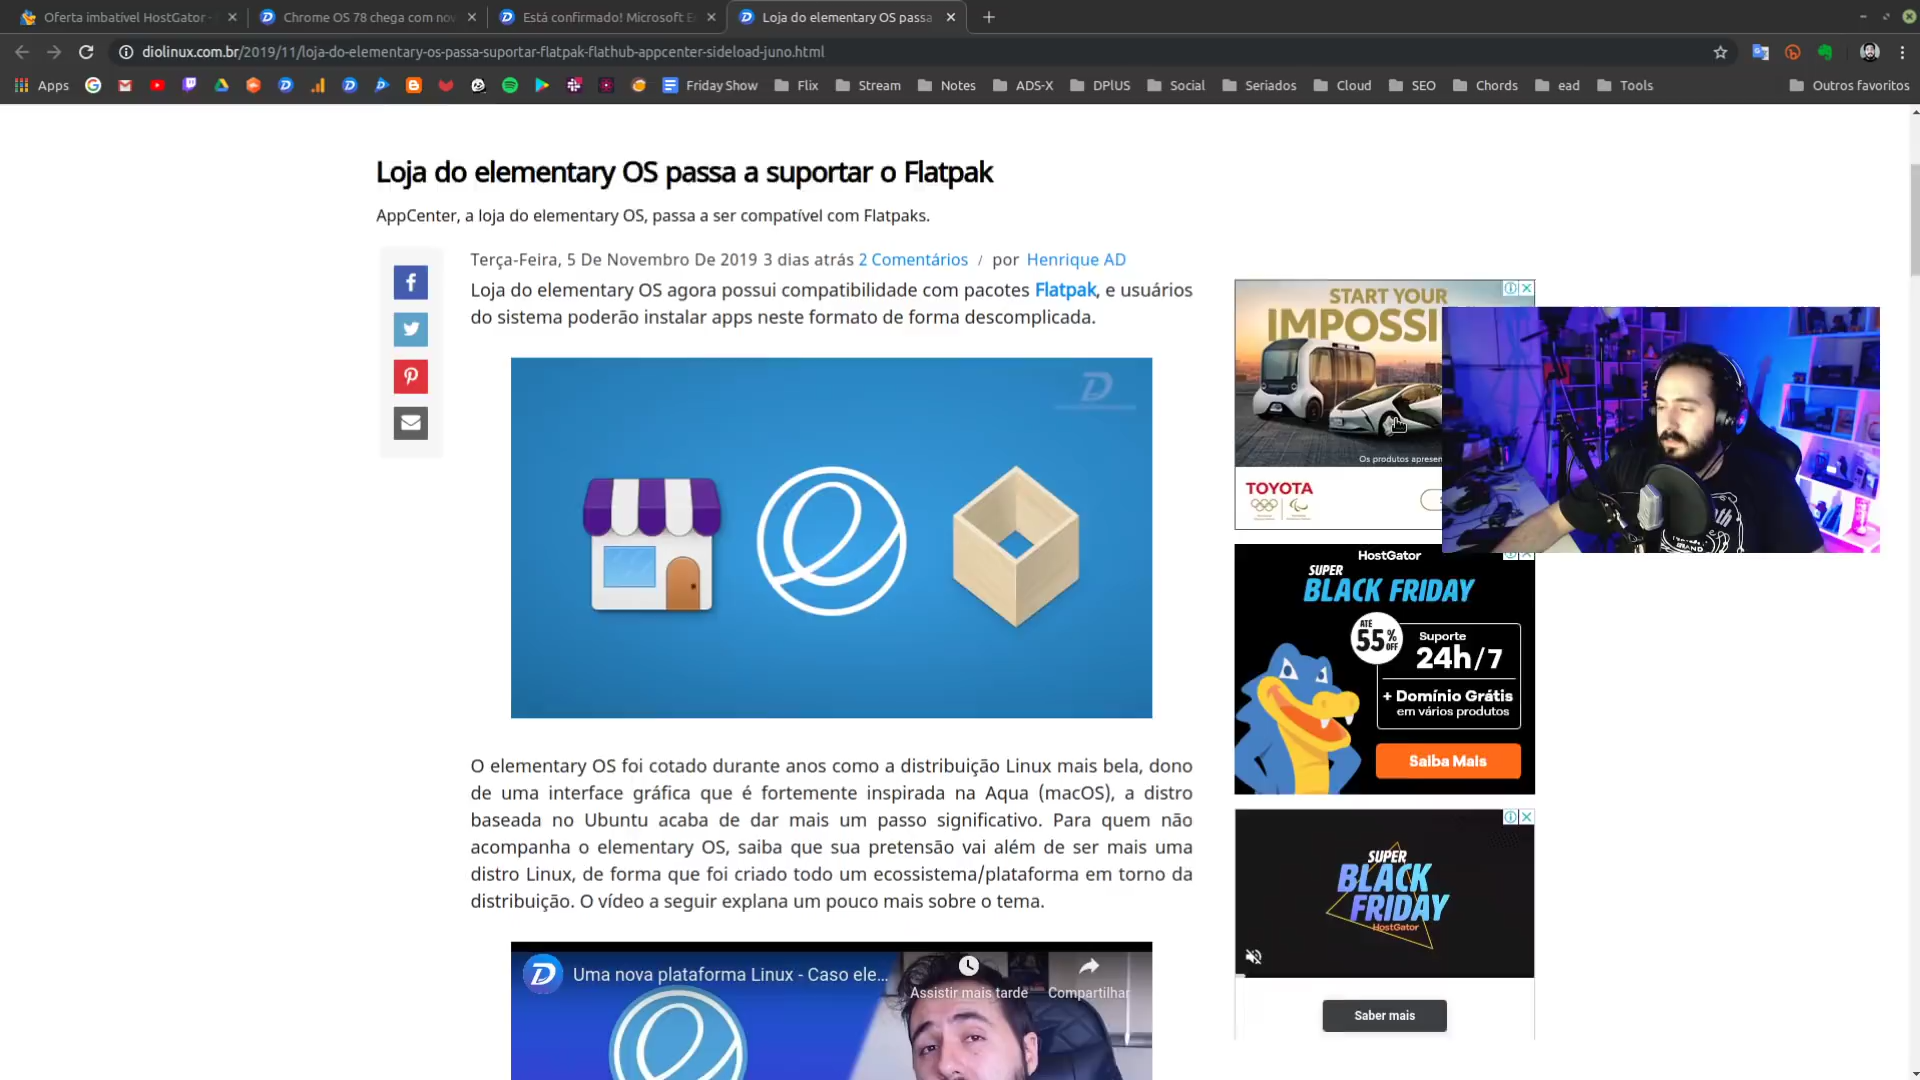 Oferta imbatível HostGator -
Chrome OS 78 chega com nov
Está confirmado! Microsoft E
Loja do elementary OS passa
diolinux.com.br/2019/11/loja-do-elementary-os-passa-suportar-flatpak-flathub-appcenter-sideload-juno.html
Apps
Friday Show
Flix
Stream
Notes
ADS-X
DPlUS
Social
Seriados
Cloud
SEO
Chords
ead
Tools
Outros favoritos
Loja do elementary OS passa a suportar o Flatpak
AppCenter, a loja do elementary OS, passa a ser compatível com Flatpaks.
Terça-Feira, 5 De Novembro De 2019 3 dias atrás 2 Comentários / por Henrique AD
Loja do elementary OS agora possui compatibilidade com pacotes Flatpak, e usuários
do sistema poderão instalar apps neste formato de forma descomplicada.
O elementary OS foi cotado durante anos como a distribuição Linux mais bela, dono
de uma interface gráfica que é fortemente inspirada na Aqua (macOS), a distro
baseada no Ubuntu acaba de dar mais um passo significativo. Para quem não
acompanha o elementary OS, saiba que sua pretensão vai além de ser mais uma
distro Linux, de forma que foi criado todo um ecossistema/plataforma em torno da
distribuição. O vídeo a seguir explana um pouco mais sobre o tema.
Uma nova plataforma Linux - Caso ele...
Assistir mais tarde
Compartilhar
START YOUR
IMPOSSI
Os produtos apresen
TOYOTA
HostGator
SUPER
BLACK FRIDAY
ATÉ
55%
OFF
Suporte
24h/7
+ Domínio Grátis
em vários produtos
Saiba Mais
SUPER
BLACK
FRIDAY
HostGator
Saber mais